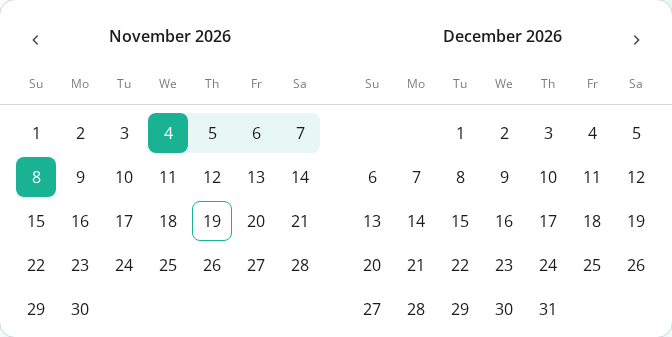 November 2026
Su Mo Tu We Th Fr Sa
1 2 3 4 5 6 7
8 9 10 11 12 13 14
15 16 17 18 19 20 21
22 23 24 25 26 27 28
29 30
December 2026
Su Mo Tu We Th Fr Sa
1 2 3 4 5
6 7 8 9 10 11 12
13 14 15 16 17 18 19
20 21 22 23 24 25 26
27 28 29 30 31